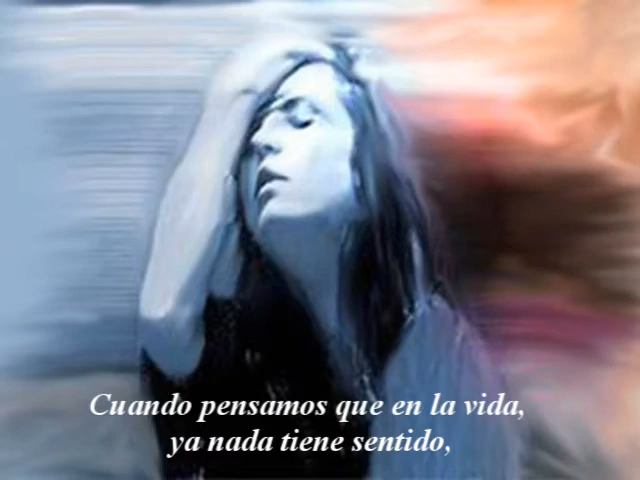 Cuando pensamos que en la vida,
ya nada tiene sentido,